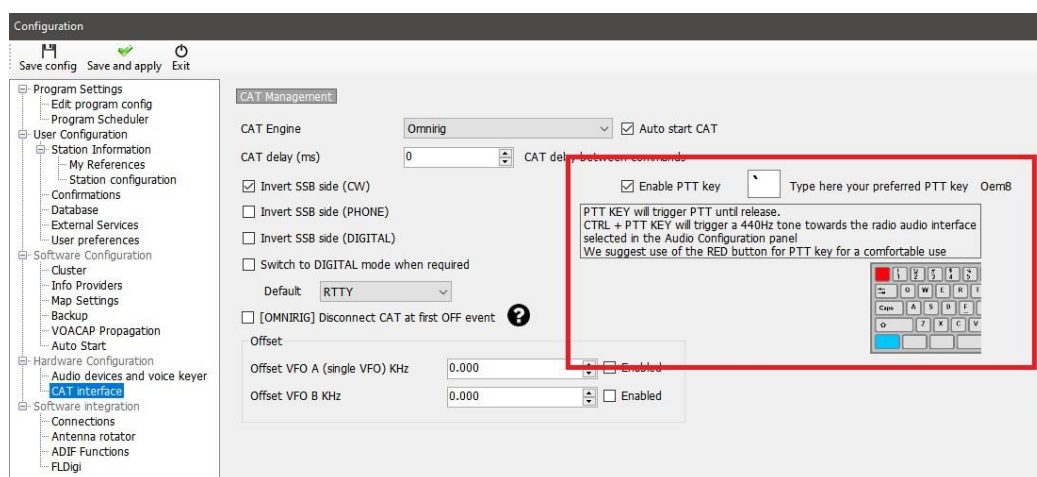 Configuration
Save config Save and apply Exit
Program Settings
Edit program config
Program Scheduler
User Configuration
Station Information
My References
Station configuration
Confirmations
Database
External Services
User preferences
Software Configuration
Cluster
Info Providers
Map Settings
Backup
VOACAP Propagation
Auto Start
Hardware Configuration
Audio devices and voice keyer
CAT interface
Software integration
Connections
Antenna rotator
ADIF Functions
FLDigi
CAT Management
CAT Engine Omnirig Auto start CAT
CAT delay (ms) 0 CAT delay between commands
Invert SSB side (CW)
Invert SSB side (PHONE)
Invert SSB side (DIGITAL)
Switch to DIGITAL mode when required
Default RTTY
[OMNIRIG] Disconnect CAT at first OFF event ?
Offset
Offset VFO A (single VFO) KHz 0.000 Enabled
Offset VFO B KHz 0.000 Enabled
Enable PTT key ` Type here your preferred PTT key Oem8
PTT KEY will trigger PTT until release.
CTRL + PTT KEY will trigger a 440Hz tone towards the radio audio interface
selected in the Audio Configuration panel
We suggest use of the RED button for PTT key for a comfortable use
1 2 3 4 5
Q W E R T
Caps A S D F
Z X C V